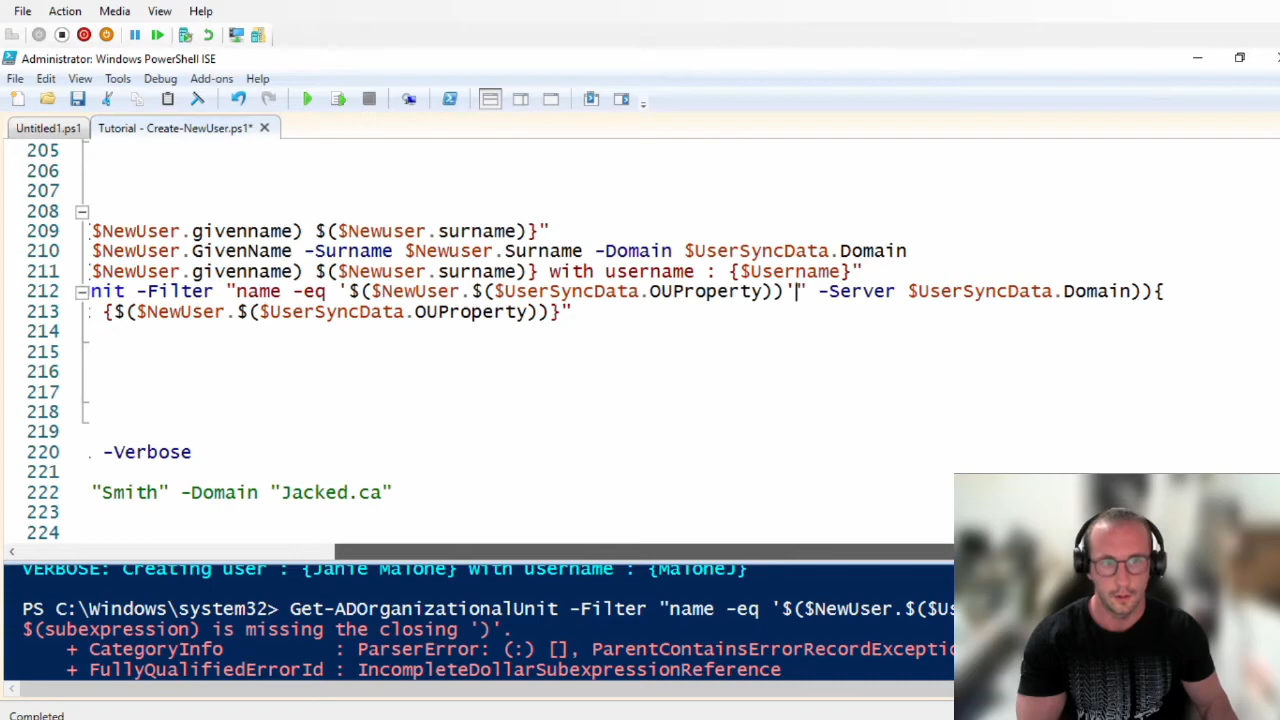 File Action Media View Help
Administrator: Windows PowerShell ISE
File Edit View Tools Debug Add-ons Help
Untitled1.ps1 Tutorial - Create-NewUser.ps1*
205
206
207
208
209 $NewUser.givenname) $($Newuser.surname)}"
210 $NewUser.GivenName -Surname $Newuser.Surname -Domain $UserSyncData.Domain
211 $NewUser.givenname) $($Newuser.surname)} with username : {$Username}"
212 nit -Filter "name -eq '$($NewUser.$($UserSyncData.OUProperty))'" -Server $UserSyncData.Domain)){
213 : {$($NewUser.$($UserSyncData.OUProperty))}"
214
215
216
217
218
219
220 -Verbose
221
222 "Smith" -Domain "Jacked.ca"
223
224
VERBOSE: Creating user : {Janie Malone} with username : {MaloneJ}
PS C:\Windows\system32> Get-ADOrganizationalUnit -Filter "name -eq '$($NewUser.$($Us
$(subexpression) is missing the closing ')'.
+ CategoryInfo : ParserError: (:) [], ParentContainsErrorRecordExceptio
+ FullyQualifiedErrorId : IncompleteDollarSubexpressionReference
Completed